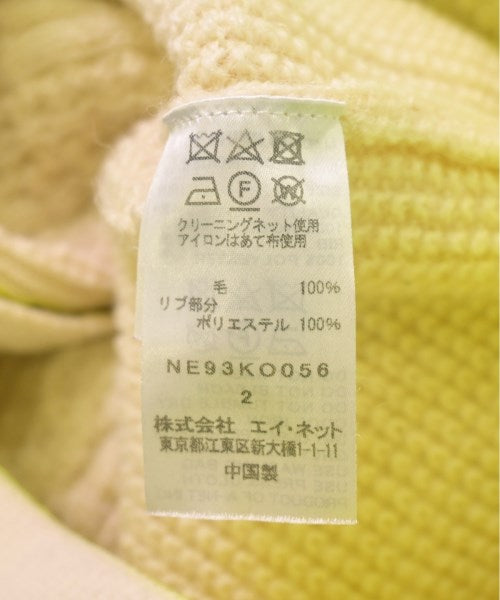 F
W
クリーニングネット使用
アイロンはあて布使用
毛 100%
リブ部分
ポリエステル 100%
NE93KO056
2
株式会社 エイ・ネット
東京都江東区新大橋1-1-11
中国製